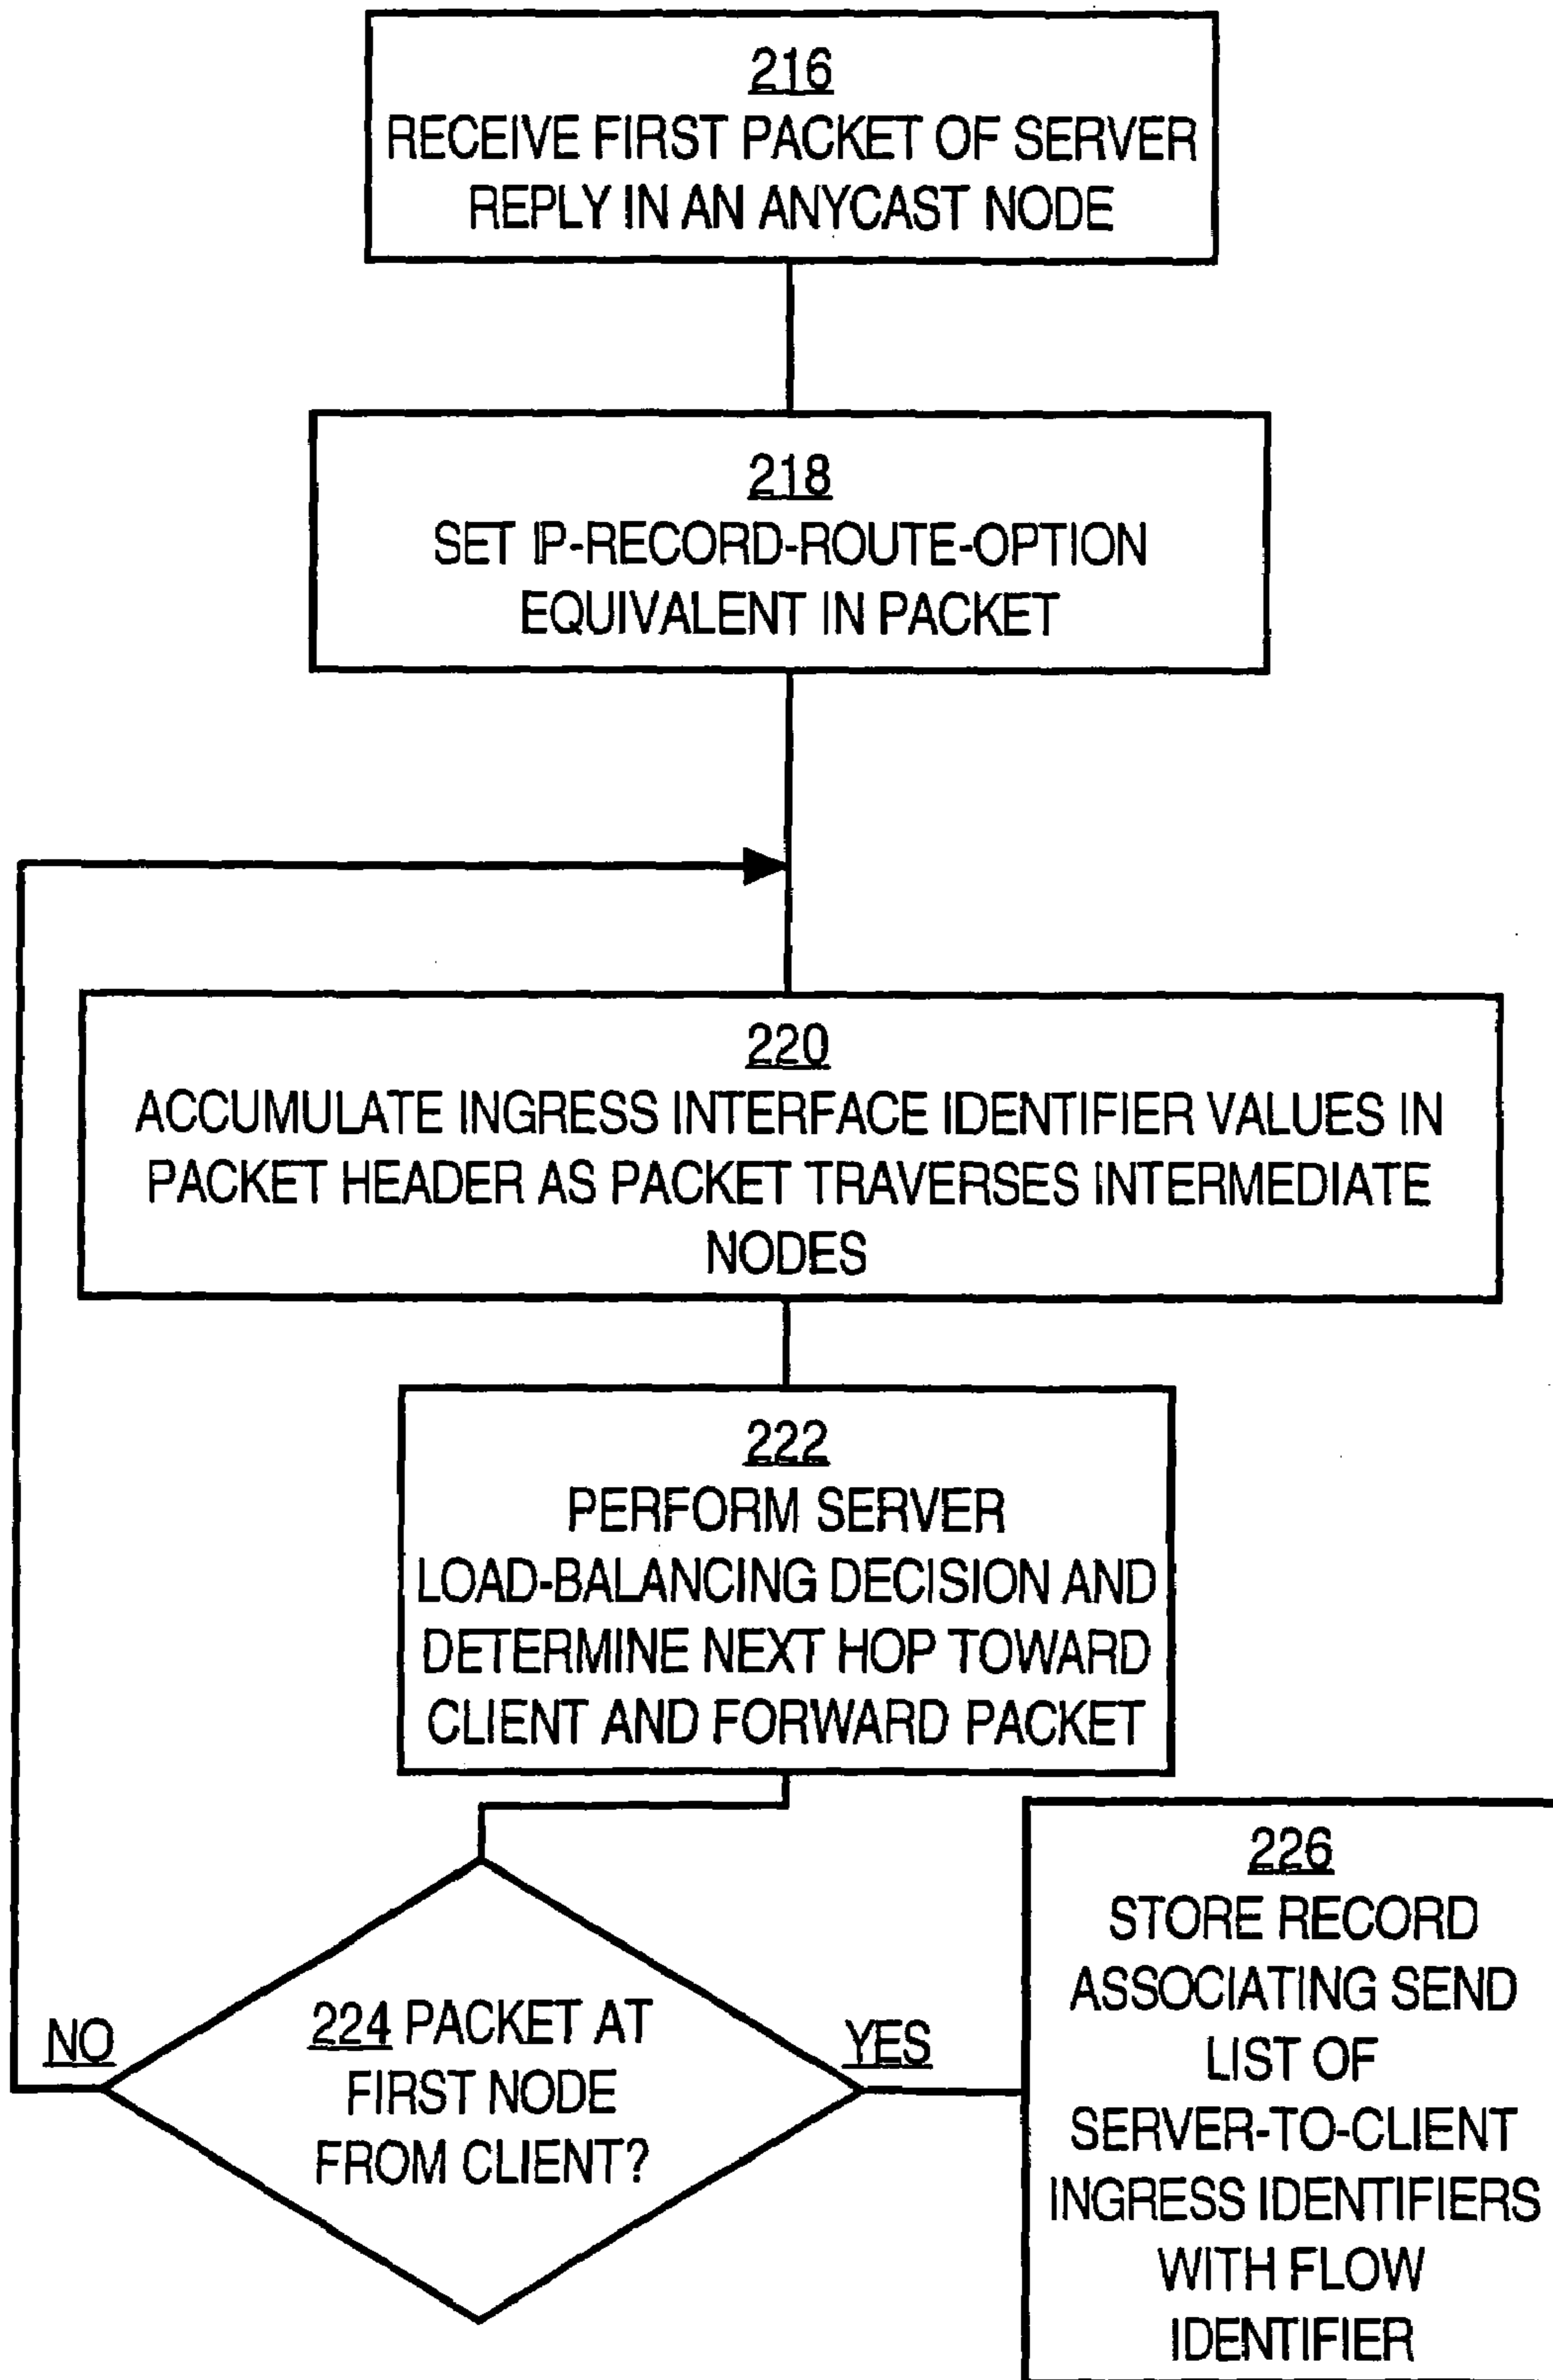 216
RECEIVE FIRST PACKET OF SERVER
REPLY IN AN ANYCAST NODE
218
SET IP-RECORD-ROUTE-OPTION
EQUIVALENT IN PACKET
220
ACCUMULATE INGRESS INTERFACE IDENTIFIER VALUES IN
PACKET HEADER AS PACKET TRAVERSES INTERMEDIATE
NODES
222
PERFORM SERVER
LOAD-BALANCING DECISION AND
DETERMINE NEXT HOP TOWARD
CLIENT AND FORWARD PACKET
NO
224 PACKET AT
FIRST NODE
FROM CLIENT?
YES
226
STORE RECORD
ASSOCIATING SEND
LIST OF
SERVER-TO-CLIENT
INGRESS IDENTIFIERS
WITH FLOW
IDENTIFIER